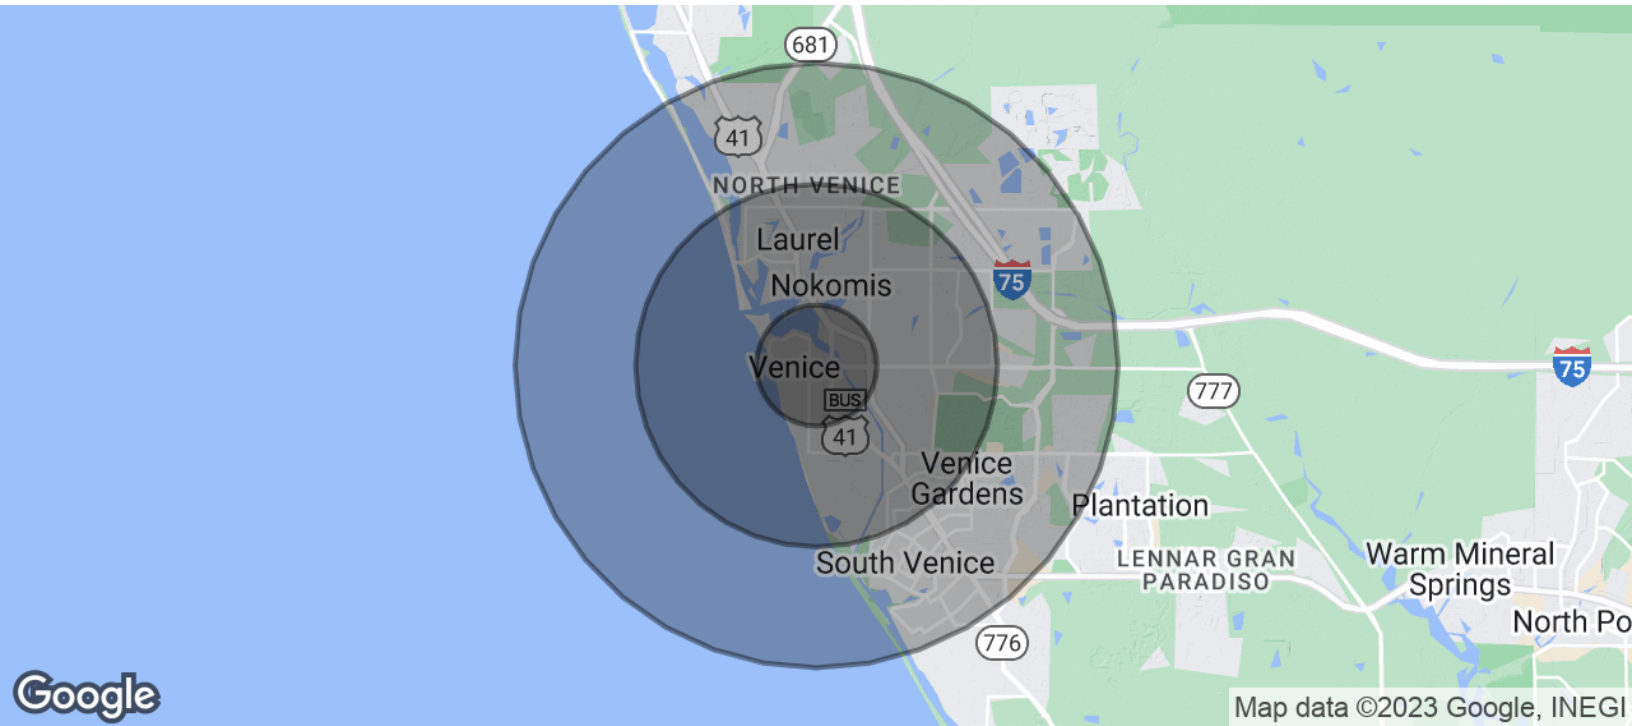 681
41
NORTH VENICE
Laurel
Nokomis
75
Venice
75
777
BUS
41
Venice
Gardens
Plantation
South Venice
LENNAR GRAN
PARADISO
Warm Mineral
Springs
North Po
776
Google
Map data ©2023 Google, INEGI